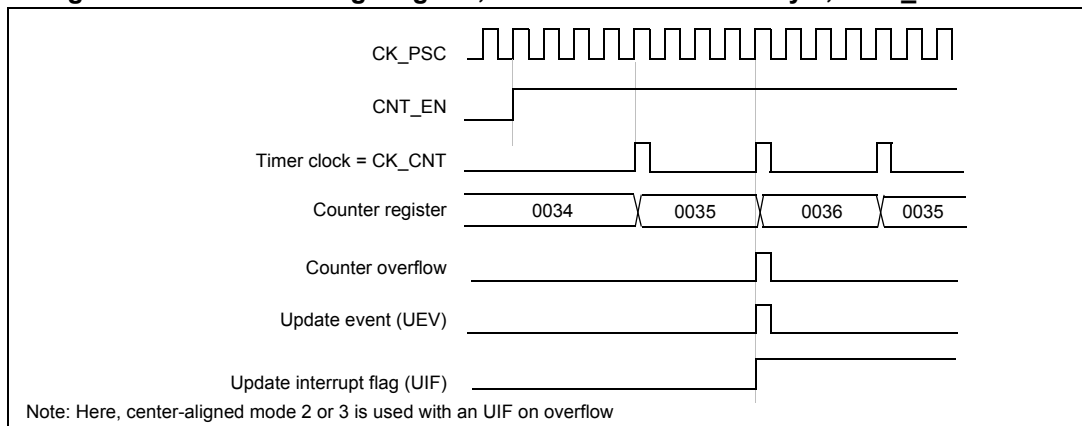 CK_PSC
CNT_EN
Timer clock = CK_CNT
Counter register 0034 0035 0036 0035
Counter overflow
Update event (UEV)
Update interrupt flag (UIF)
Note: Here, center-aligned mode 2 or 3 is used with an UIF on overflow